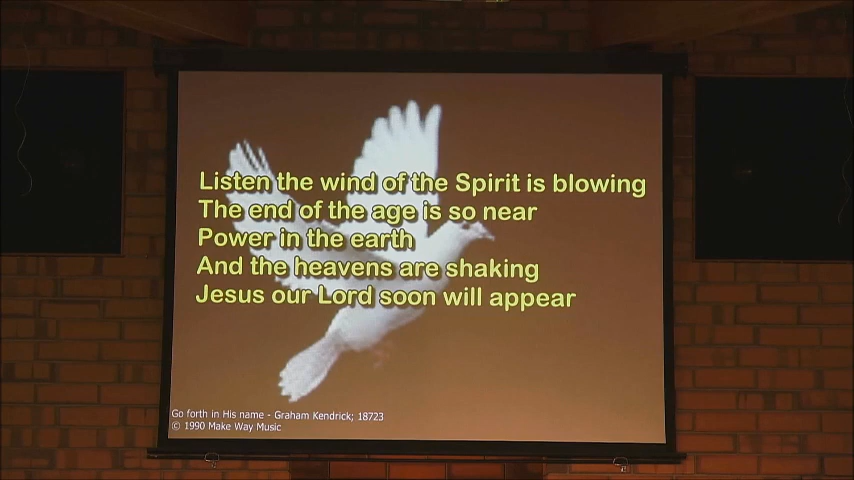 Listen the wind of the Spirit is blowing
The end of the age is so near
Power in the earth
And the heavens are shaking
Jesus our Lord soon will appear
Go forth in His name - Graham Kendrick; 18723
© 1990 Make Way Music